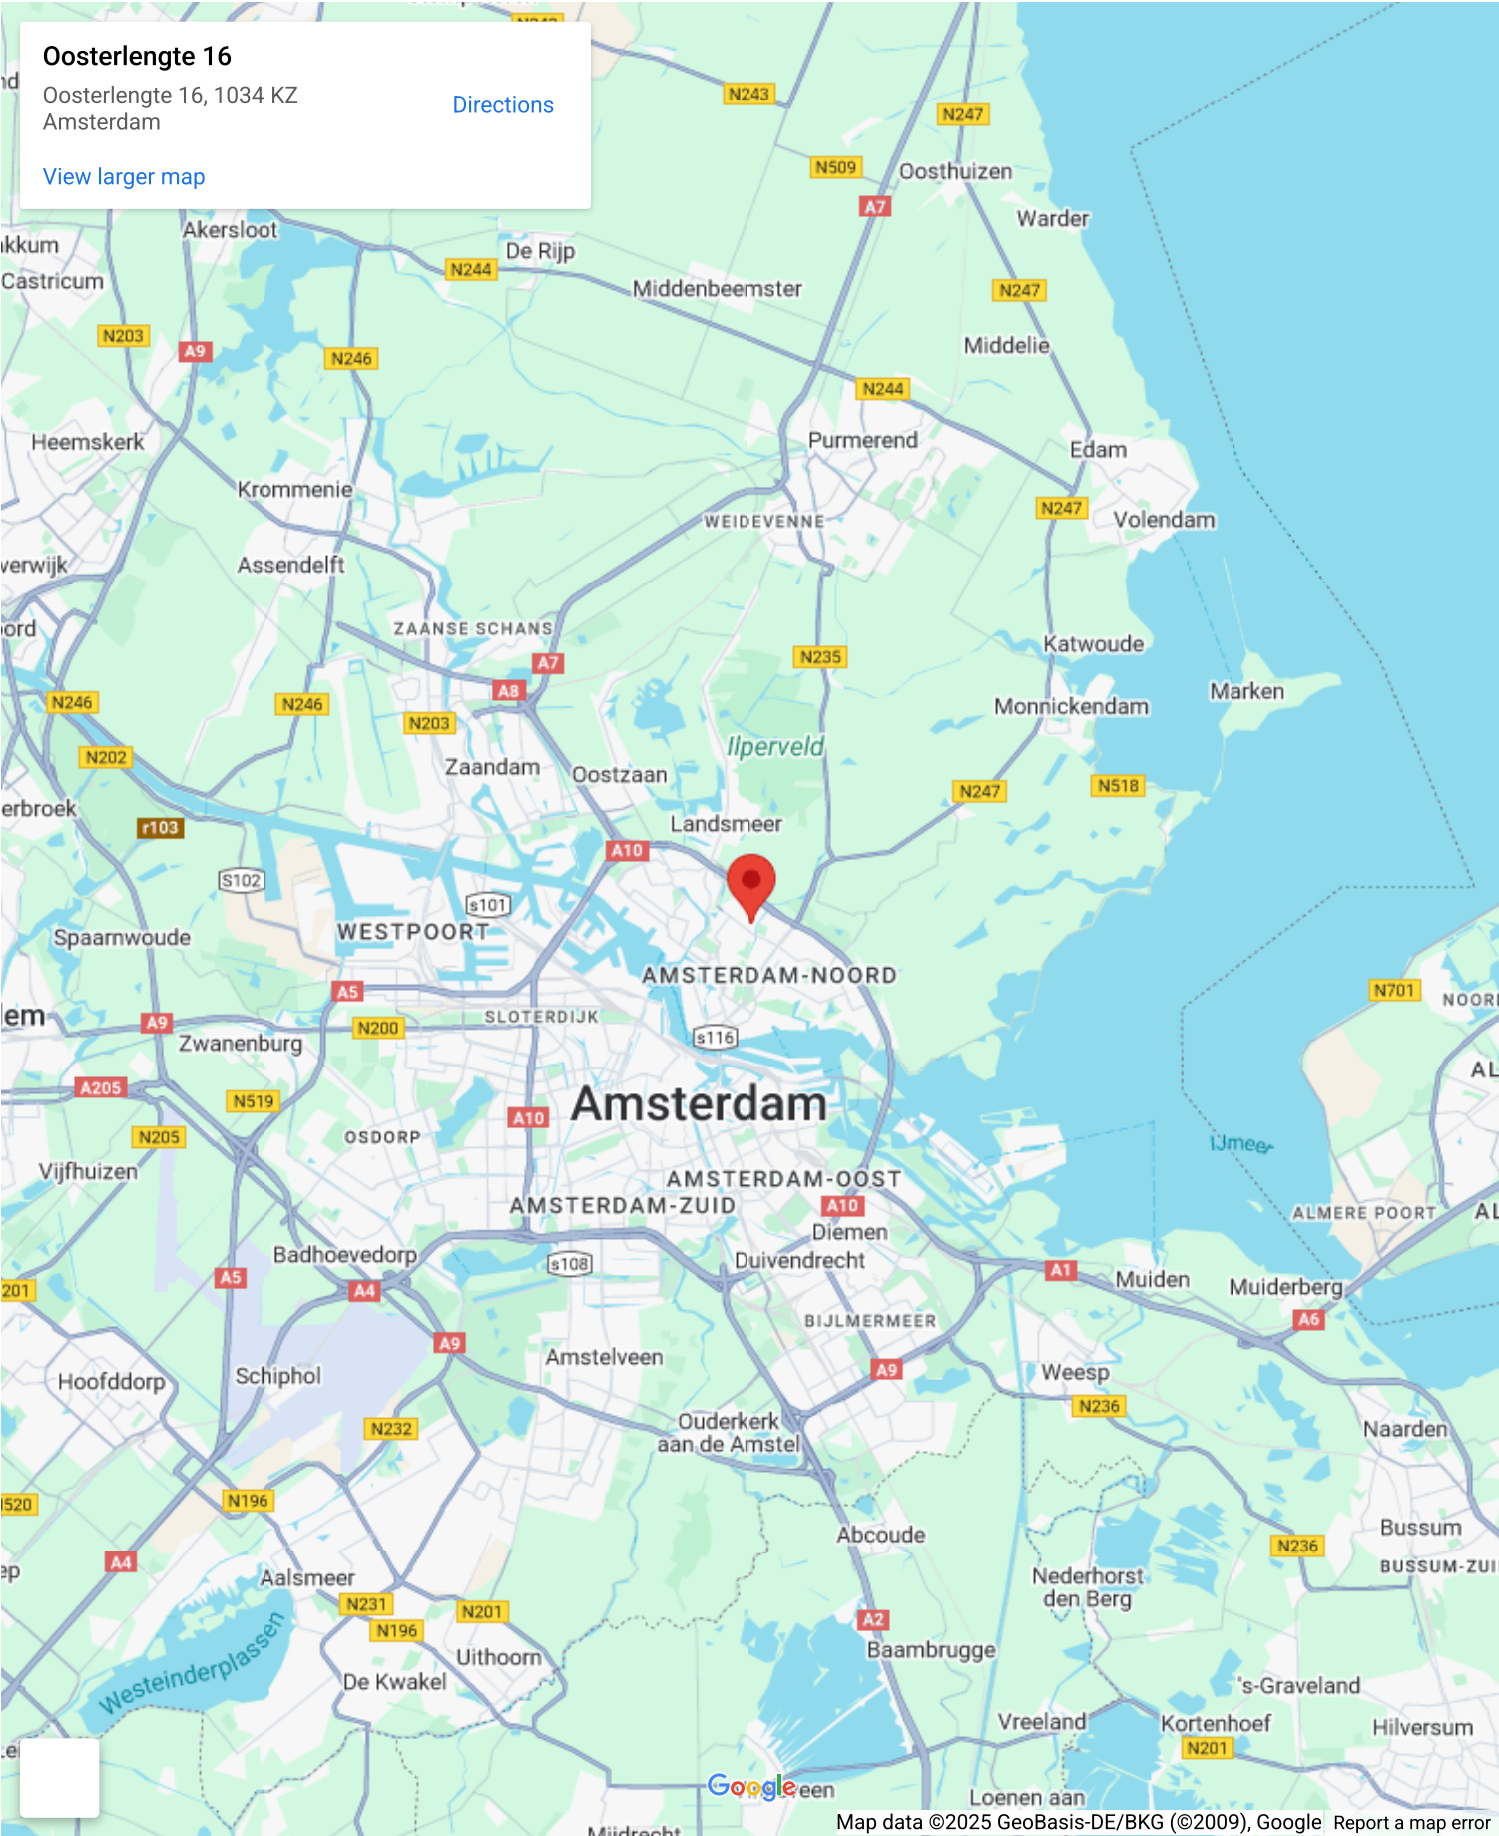 Oosterlengte 16
Oosterlengte 16, 1034 KZ
Amsterdam
Directions
View larger map
N243
N247
N509
Oosthuizen
A7
Warder
Akersloot
De Rijp
N244
Castricum
Middenbeemster
N247
N203
A9
N246
Middelie
N244
Heemskerk
Purmerend
Edam
Krommenie
N247
WEIDEVENNE
Volendam
Assendelft
ZAANSE SCHANS
Katwoude
A7
N235
A8
Marken
N246
N246
N203
Monnickendam
Ilperveld
N202
Zaandam
Oostzaan
N247
N518
r103
Landsmeer
A10
S102
s101
WESTPOORT
Spaarnwoude
AMSTERDAM-NOORD
A5
N701
SLOTERDIJK
A9
N200
s116
Zwanenburg
A205
N519
Amsterdam
A10
N205
OSDORP
IJmeer
Vijfhuizen
AMSTERDAM-OOST
AMSTERDAM-ZUID
A10
ALMERE POORT
Diemen
Badhoevedorp
s108
Duivendrecht
A5
A4
A1
Muiden
Muiderberg
201
A6
BIJLMERMEER
A9
Amstelveen
A9
Schiphol
Hoofddorp
Weesp
N236
N232
Ouderkerk
aan de Amstel
Naarden
N196
Abcoude
Bussum
N236
A4
Aalsmeer
Nederhorst
den Berg
N231
N201
N196
A2
Uithoorn
Baambrugge
Westeinderplassen
De Kwakel
's-Graveland
Vreeland
Kortenhoef
Hilversum
N201
Google
Loenen aan
Map data ©2025 GeoBasis-DE/BKG (©2009), Google
Report a map error